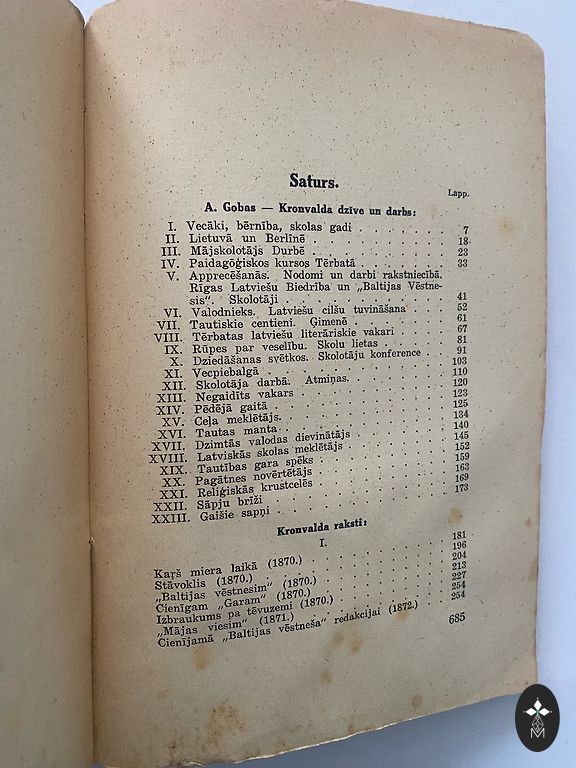 Saturs.
Lapp.
A. Gobas — Kronvalda dzīve un darbs:
I. Vecāki, bērnība, skolas gadi 7
II. Lietuvā un Berlīnē 18
III. Mājskolotājs Durbē 23
IV. Paidagōģiskos kursos Tērbatā 33
V. Apprecēšanās. Nodomi un darbi rakstniecībā.
Rīgas Latviešu Biedrība un „Baltijas Vēstne-
sis". Skolotāji 41
VI. Valodnieks. Latviešu cilšu tuvināšana 52
VII. Tautiskie centieni. Ģimenē 61
VIII. Tērbatas latviešu literāriskie vakari 67
IX. Rūpes par veselību. Skolu lietas 81
X. Dziedāšanas svētkos. Skolotāju konference 91
XI. Vecpiebalgā 103
XII. Skolotāja darbā. Atmiņas. 110
XIII. Negaidīts vakars 120
XIV. Pēdējā gaitā 123
XV. Ceļa meklētājs. 125
XVI. Tautas manta 134
XVII. Dzimtās valodas dievinātājs 140
XVIII. Latviskās skolas meklētājs 145
XIX. Tautības gara spēks 152
XX. Pagātnes novērtētājs 159
XXI. Reliģiskās krustcelēs 163
XXII. Sāpju brīži 169
XXIII. Gaišie sapņi 173
Kronvalda raksti:
I.
Kaŗš miera laikā (1870.) 181
Stāvoklis (1870.) 196
„Baltijas vēstnesim" (1870.) 204
Cienīgam „Garam" (1870.) 213
Izbraukums pa tēvuzemi (1870.) 227
„Mājas viesim" (1871.) 254
Cienījamā „Baltijas vēstneša" redakcijai (1872.) 254
685
M